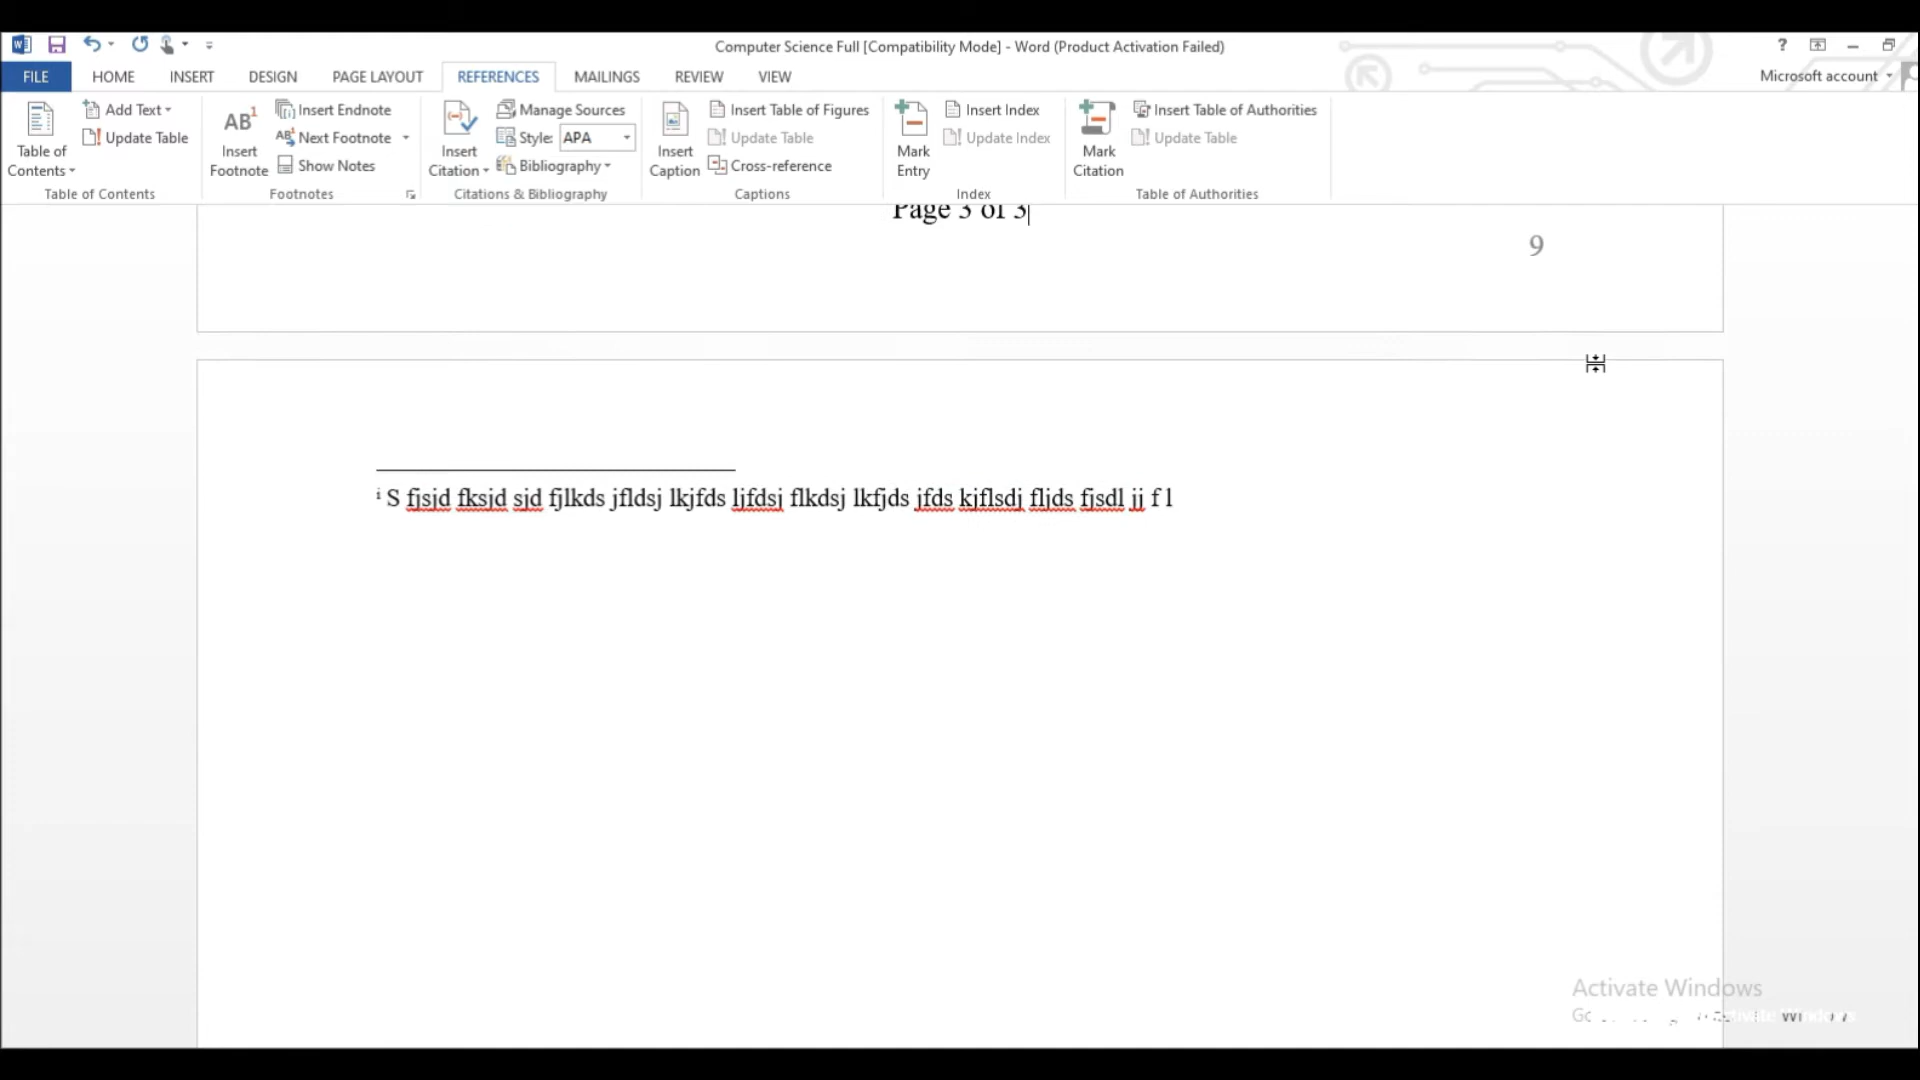 Computer Science Full [Compatibility Mode] - Word (Product Activation Failed)
?
FILE HOME INSERT DESIGN PAGE LAYOUT REFERENCES MAILINGS REVIEW VIEW
Microsoft account
Table of Contents
Add Text
Update Table
Table of Contents
AB1
Insert Footnote
Insert Endnote
Next Footnote
Show Notes
Footnotes
Insert Citation
Manage Sources
Style: APA
Bibliography
Citations & Bibliography
Insert Caption
Insert Table of Figures
Update Table
Cross-reference
Captions
Mark Entry
Insert Index
Update Index
Index
Mark Citation
Insert Table of Authorities
Update Table
Table of Authorities
Page 3 of 3
9
i S fjsjd fksjd sjd fjlkds jfldsj lkjfds ljfdsj flkdsj lkfjds jfds kjflsdj fljds fjsdl jj f l
Activate Windows